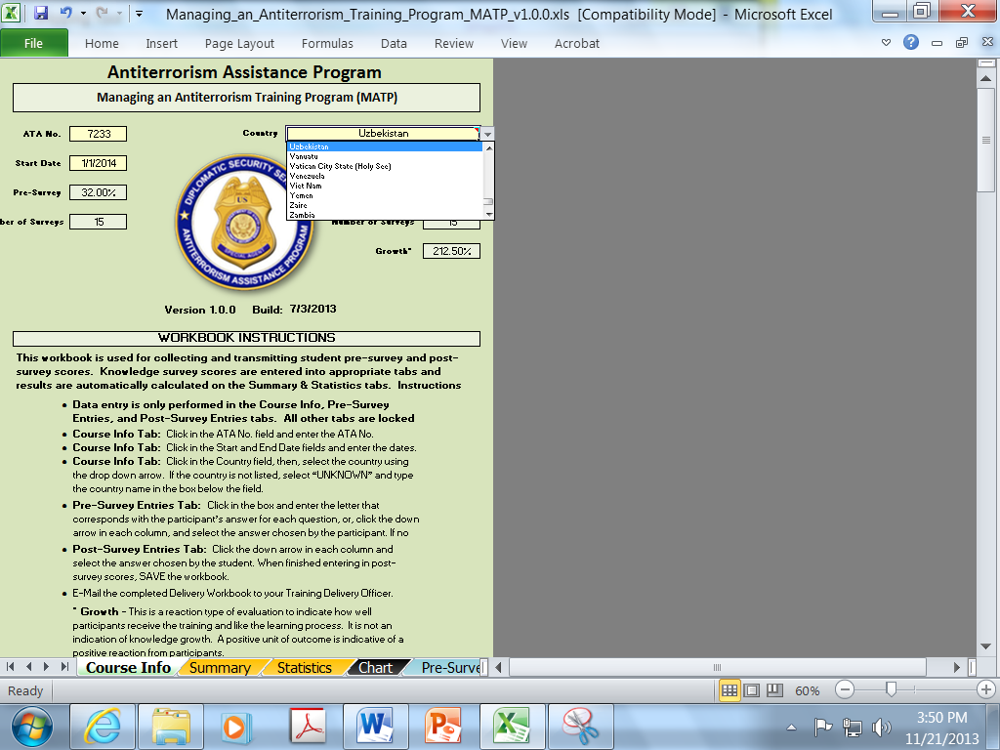 Managing_an_Antiterrorism_Training_Program_MATP_v1.0.0.xls [Compatibility Mode] - Microsoft Excel
File Home Insert Page Layout Formulas Data Review View Acrobat
Antiterrorism Assistance Program
Managing an Antiterrorism Training Program (MATP)
ATA No. 7233 Country Uzbekistan
Uzbekistan
Vanuatu
Vatican City State (Holy See)
Venezuela
Viet Nam
Yemen
Zaire
Zambia
Start Date 1/1/2014
Pre-Survey 32.00%
ber of Surveys 15 Number of Surveys 15
Growth* 212.50%
DIPLOMATIC SECURITY SE
US
SPECIAL AGENT
ANTITERRORISM ASSISTANCE PROGRAM
Version 1.0.0 Build: 7/3/2013
WORKBOOK INSTRUCTIONS
This workbook is used for collecting and transmitting student pre-survey and post-
survey scores. Knowledge survey scores are entered into appropriate tabs and
results are automatically calculated on the Summary & Statistics tabs. Instructions
• Data entry is only performed in the Course Info, Pre-Survey
Entries, and Post-Survey Entries tabs. All other tabs are locked
• Course Info Tab: Click in the ATA No. field and enter the ATA No.
• Course Info Tab: Click in the Start and End Date fields and enter the dates.
• Course Info Tab: Click in the Country field, then, select the country using
the drop down arrow. If the country is not listed, select "UNKNOWN" and type
the country name in the box below the field.
• Pre-Survey Entries Tab: Click in the box and enter the letter that
corresponds with the participant's answer for each question, or, click the down
arrow in each column, and select the answer chosen by the participant. If no
• Post-Survey Entries Tab: Click the down arrow in each column and
select the answer chosen by the student. When finished entering in post-
survey scores, SAVE the workbook.
• E-Mail the completed Delivery Workbook to your Training Delivery Officer.
* Growth - This is a reaction type of evaluation to indicate how well
participants receive the training and like the learning process. It is not an
indication of knowledge growth. A positive unit of outcome is indicative of a
positive reaction from participants.
Course Info Summary Statistics Chart Pre-Surve
Ready 60%
3:50 PM
11/21/2013